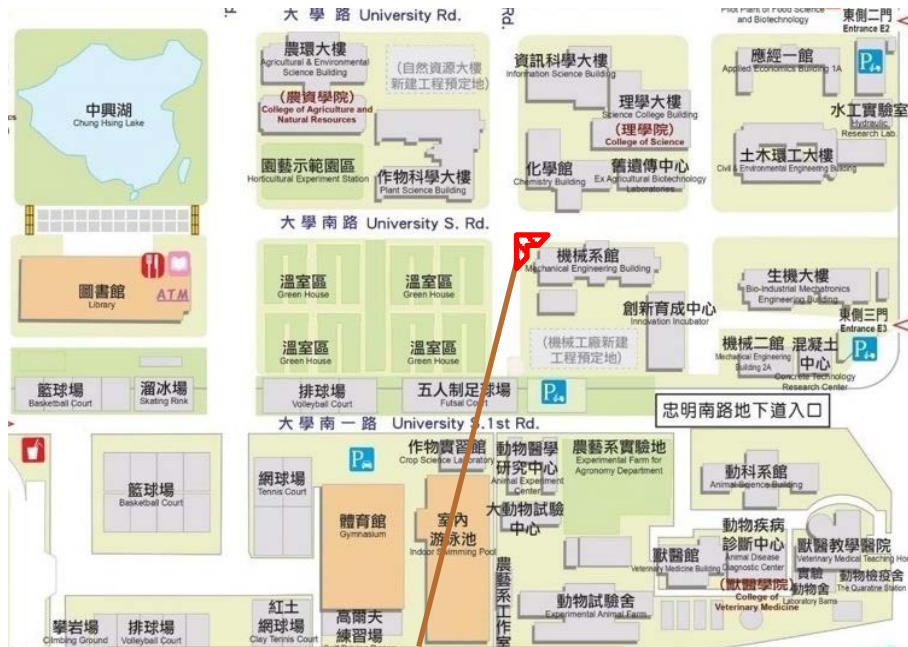 大學路 University Rd.
Rd.
Pilot Plant of Food Science
and Biotechnology
東側二門
Entrance E2
農環大樓
Agricultural & Environmental
Science Building
(自然資源大樓
新建工程預定地)
資訊科學大樓
Information Science Building
應經一館
Applied Economics Building 1A
P
中興湖
Chung Hsing Lake
(農資學院)
College of Agriculture and
Natural Resources
理學大樓
Science College Building
(理學院)
College of Science
水工實驗室
Hydraulic
Research Lab.
園藝示範園區
Horticultural Experiment Station
作物科學大樓
Plant Science Building
化學館
Chemistry Building
舊遺傳中心
Ex Agricultural Biotechnology
Laboratories
土木環工大樓
Civil & Environmental Engineering Building
大學南路 University S. Rd.
圖書館
Library
ATM
溫室區
Green House
溫室區
Green House
機械系館
Mechanical Engineering Building
生機大樓
Bio-Industrial Mechatronics
Engineering Building
創新育成中心
Innovation Incubator
東側三門
Entrance E3
溫室區
Green House
溫室區
Green House
(機械工廠新建
工程預定地)
機械二館
Mechanical Engineering
Building 2A
混凝土
中心
Concrete Technology
Research Center
P
籃球場
Basketball Court
溜冰場
Skating Rink
排球場
Volleyball Court
五人制足球場
Futsal Court
P
忠明南路地下道入口
大學南一路 University S.1st Rd.
籃球場
Basketball Court
網球場
Tennis Court
P
作物實習館
Crop Science Laboratory
動物醫學
研究中心
Animal Experiment
Center
農藝系實驗地
Experimental Farm for
Agronomy Department
動科系館
Animal Science Building
體育館
Gymnasium
室內
游泳池
Indoor Swimming Pool
大動物試驗
中心
農藝系工作室
獸醫館
Veterinary Medicine Building
動物疾病
診斷中心
Animal Disease
Diagnostic Center
獸醫教學醫院
Veterinary Medical Teaching Ho
(獸醫學院)
College of
Veterinary Medicine
實驗
動物舍
Laboratory Barns
動物檢疫舍
The Quaratine Station
攀岩場
Climbing Ground
排球場
Volleyball Court
紅土
網球場
Clay Tennis Court
高爾夫
練習場
動物試驗舍
Experimental Animal Farm